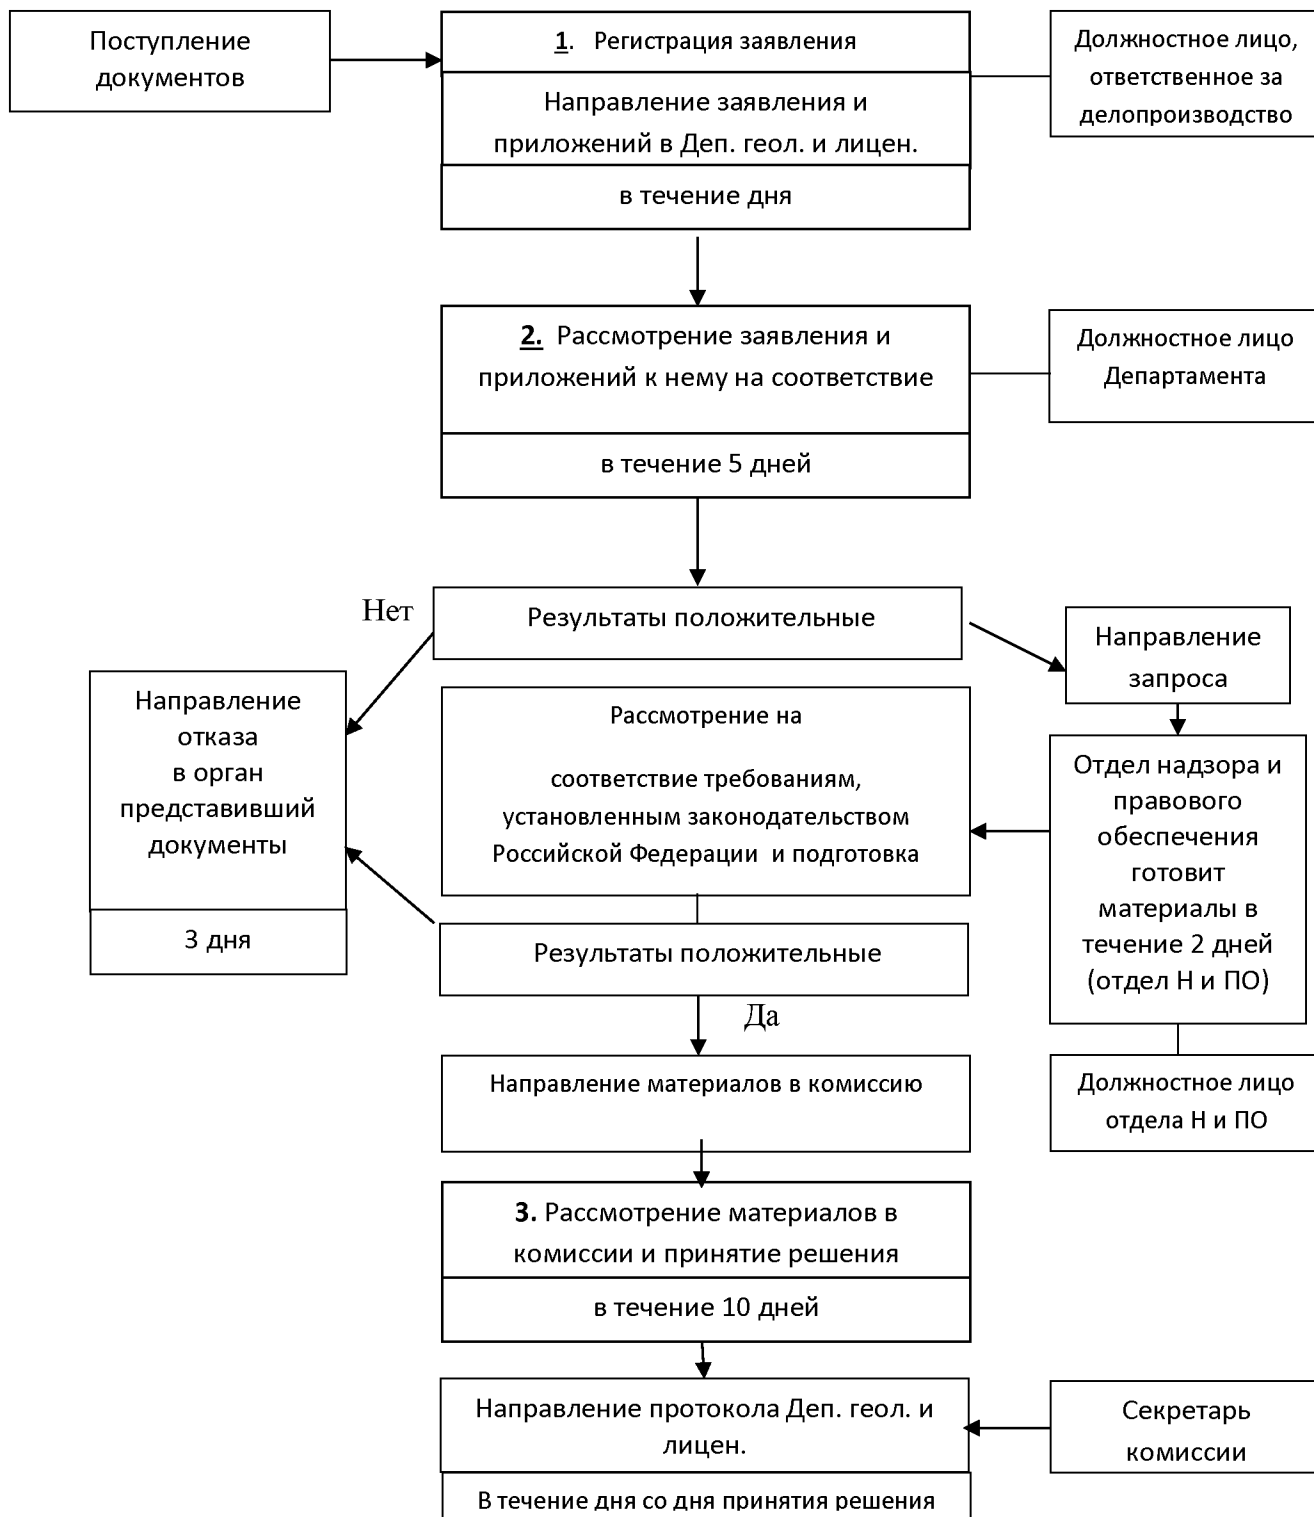 Поступление
документов
1. Регистрация заявления
Направление заявления и
приложений в Деп. геол. и лицен.
в течение дня
Должностное лицо,
ответственное за
делопроизводство
2. Рассмотрение заявления и
приложений к нему на соответствие
в течение 5 дней
Должностное лицо
Департамента
Нет
Результаты положительные
Направление
запроса
Направление
отказа
в орган
представивший
документы
3 дня
Рассмотрение на
соответствие требованиям,
установленным законодательством
Российской Федерации и подготовка
Отдел надзора и
правового
обеспечения
готовит
материалы в
течение 2 дней
(отдел Н и ПО)
Результаты положительные
Да
Должностное лицо
отдела Н и ПО
Направление материалов в комиссию
3. Рассмотрение материалов в
комиссии и принятие решения
в течение 10 дней
Направление протокола Деп. геол. и
лицен.
Секретарь
комиссии
В течение дня со дня принятия решения